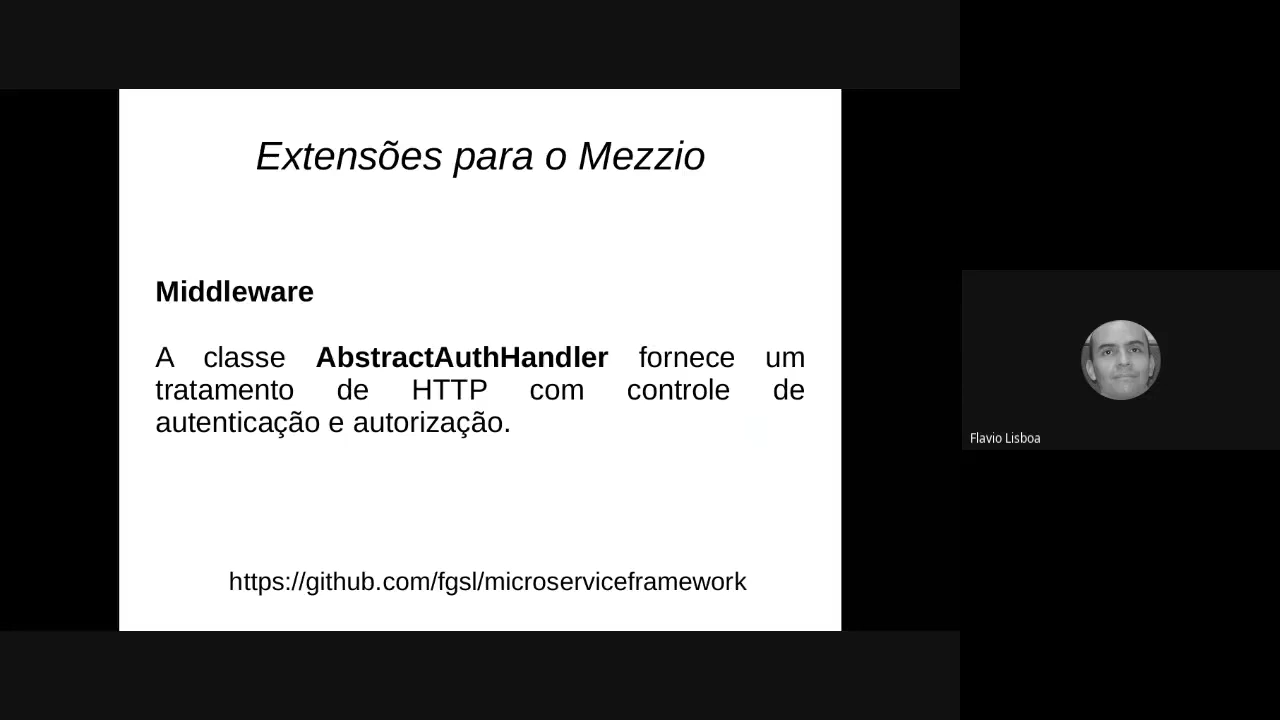 Extensões para o Mezzio
Middleware
A classe AbstractAuthHandler fornece um
tratamento de HTTP com controle de
autenticação e autorização.
https://github.com/fgsl/microserviceframework
Flavio Lisboa